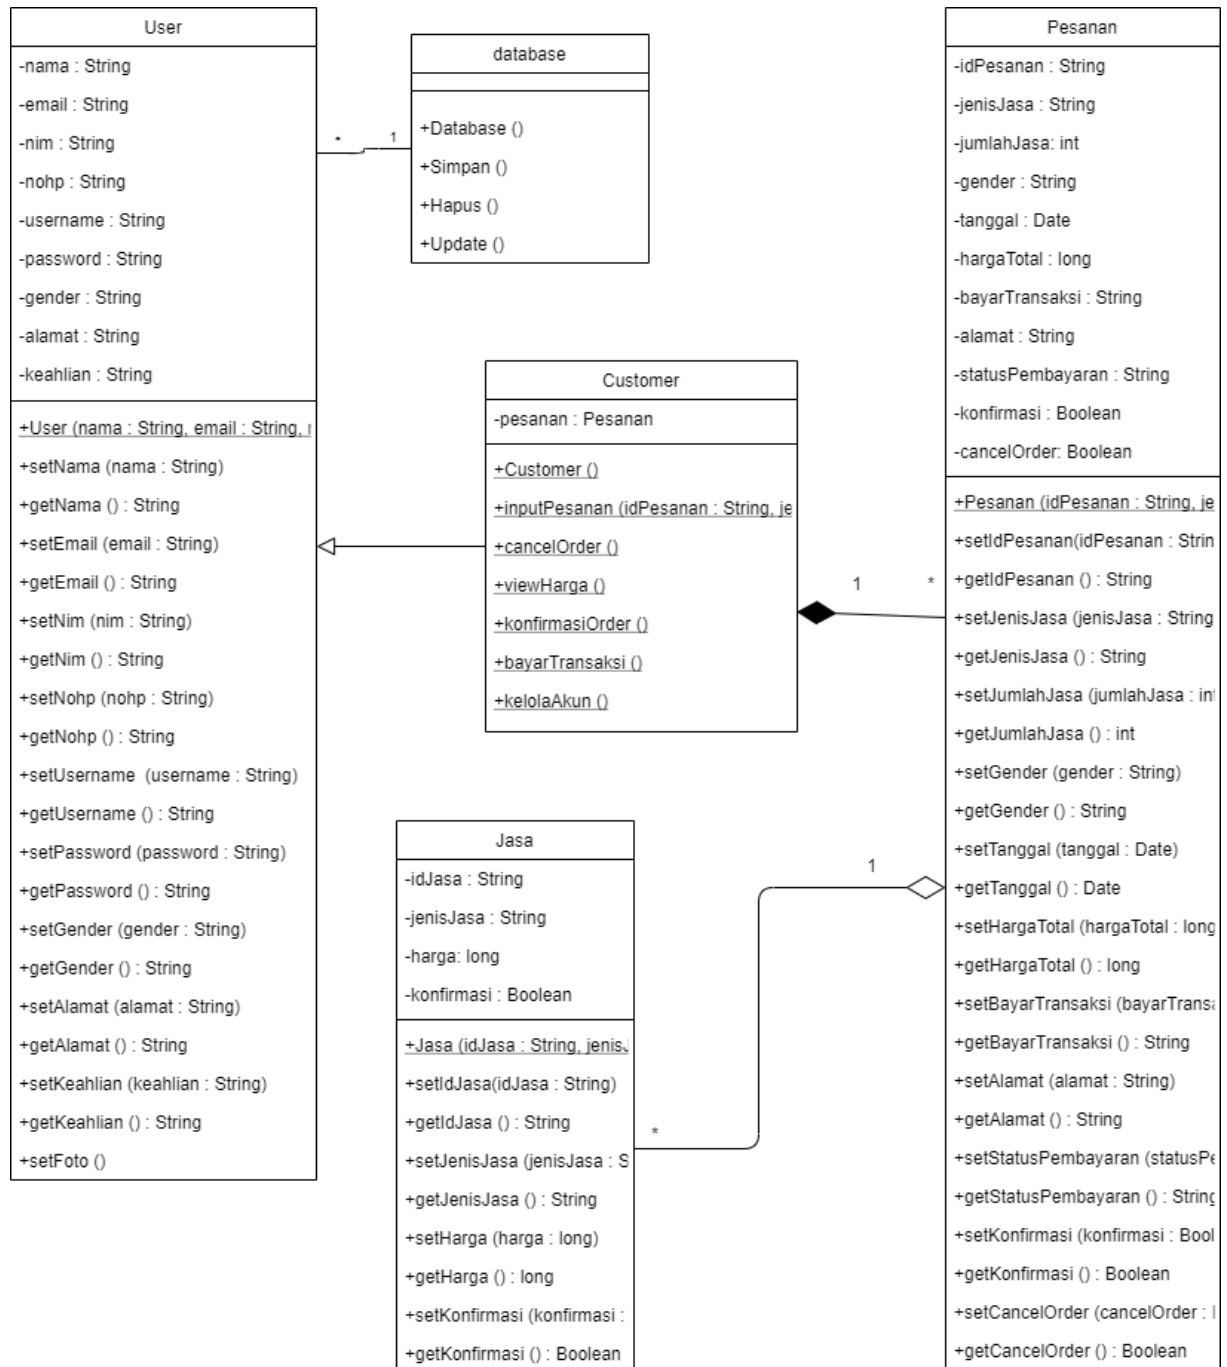 User
-nama : String
-email : String
-nim : String
-nohp : String
-username : String
-password : String
-gender : String
-alamat : String
-keahlian : String
+User (nama : String, email : String,
+setNama (nama : String)
+getNama () : String
+setEmail (email : String)
+getEmail () : String
+setNim (nim : String)
+getNim () : String
+setNohp (nohp : String)
+getNohp () : String
+setUsername (username : String)
+getUsername () : String
+setPassword (password : String)
+getPassword () : String
+setGender (gender : String)
+getGender () : String
+setAlamat (alamat : String)
+getAlamat () : String
+setKeahlian (keahlian : String)
+getKeahlian () : String
+setFoto ()
* 1
database
+Database ()
+Simpan ()
+Hapus ()
+Update ()
Customer
-pesanan : Pesanan
+Customer ()
+inputPesanan (idPesanan : String, je
+cancelOrder ()
+viewHarga ()
+konfirmasiOrder ()
+bayarTransaksi ()
+kelolaAkun ()
1 *
Jasa
-idJasa : String
-jenisJasa : String
-harga: long
-konfirmasi : Boolean
+Jasa (idJasa : String, jenisJ
+setIdJasa(idJasa : String)
+getIdJasa () : String
+setJenisJasa (jenisJasa : S
+getJenisJasa () : String
+setHarga (harga : long)
+getHarga () : long
+setKonfirmasi (konfirmasi :
+getKonfirmasi () : Boolean
*
1
Pesanan
-idPesanan : String
-jenisJasa : String
-jumlahJasa: int
-gender : String
-tanggal : Date
-hargaTotal : long
-bayarTransaksi : String
-alamat : String
-statusPembayaran : String
-konfirmasi : Boolean
-cancelOrder: Boolean
+Pesanan (idPesanan : String, je
+setIdPesanan(idPesanan : Strin
+getIdPesanan () : String
+setJenisJasa (jenisJasa : String
+getJenisJasa () : String
+setJumlahJasa (jumlahJasa : int
+getJumlahJasa () : int
+setGender (gender : String)
+getGender () : String
+setTanggal (tanggal : Date)
+getTanggal () : Date
+setHargaTotal (hargaTotal : long
+getHargaTotal () : long
+setBayarTransaksi (bayarTransa
+getBayarTransaksi () : String
+setAlamat (alamat : String)
+getAlamat () : String
+setStatusPembayaran (statusPe
+getStatusPembayaran () : String
+setKonfirmasi (konfirmasi : Bool
+getKonfirmasi () : Boolean
+setCancelOrder (cancelOrder :
+getCancelOrder () : Boolean